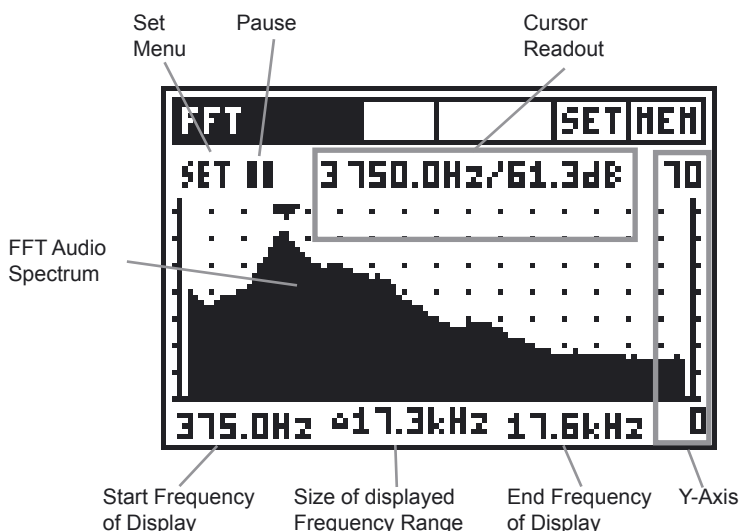 Set
Menu
Pause
Cursor
Readout
FFT SET MEM
SET 3750.0Hz/61.3dB 70
FFT Audio
Spectrum
375.0Hz 17.3kHz 17.6kHz 0
Start Frequency
of Display
Size of displayed
Frequency Range
End Frequency
of Display
Y-Axis